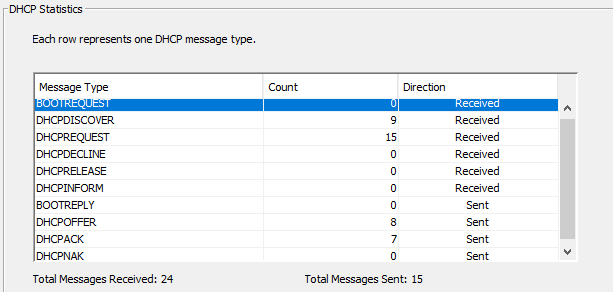 DHCP Statistics
Each row represents one DHCP message type.
Message Type Count Direction
BOOTREQUEST 0 Received
DHCPDISCOVER 9 Received
DHCPREQUEST 15 Received
DHCPDECLINE 0 Received
DHCPRELEASE 0 Received
DHCPINFORM 0 Received
BOOTREPLY 0 Sent
DHCPOFFER 8 Sent
DHCPACK 7 Sent
DHCPNAK 0 Sent
Total Messages Received: 24 Total Messages Sent: 15